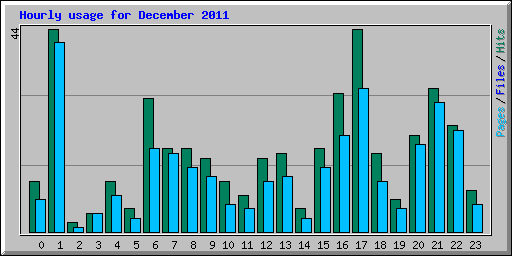 Hourly usage for December 2011
44
Pages/Files/Hits
0 1 2 3 4 5 6 7 8 9 10 11 12 13 14 15 16 17 18 19 20 21 22 23